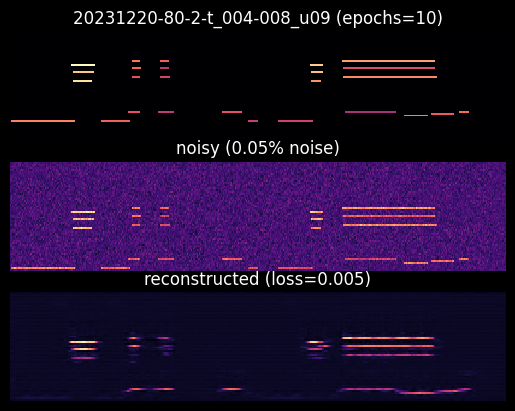 20231220-80-2-t_004-008_u09 (epochs=10)
noisy (0.05% noise)
reconstructed (loss=0.005)